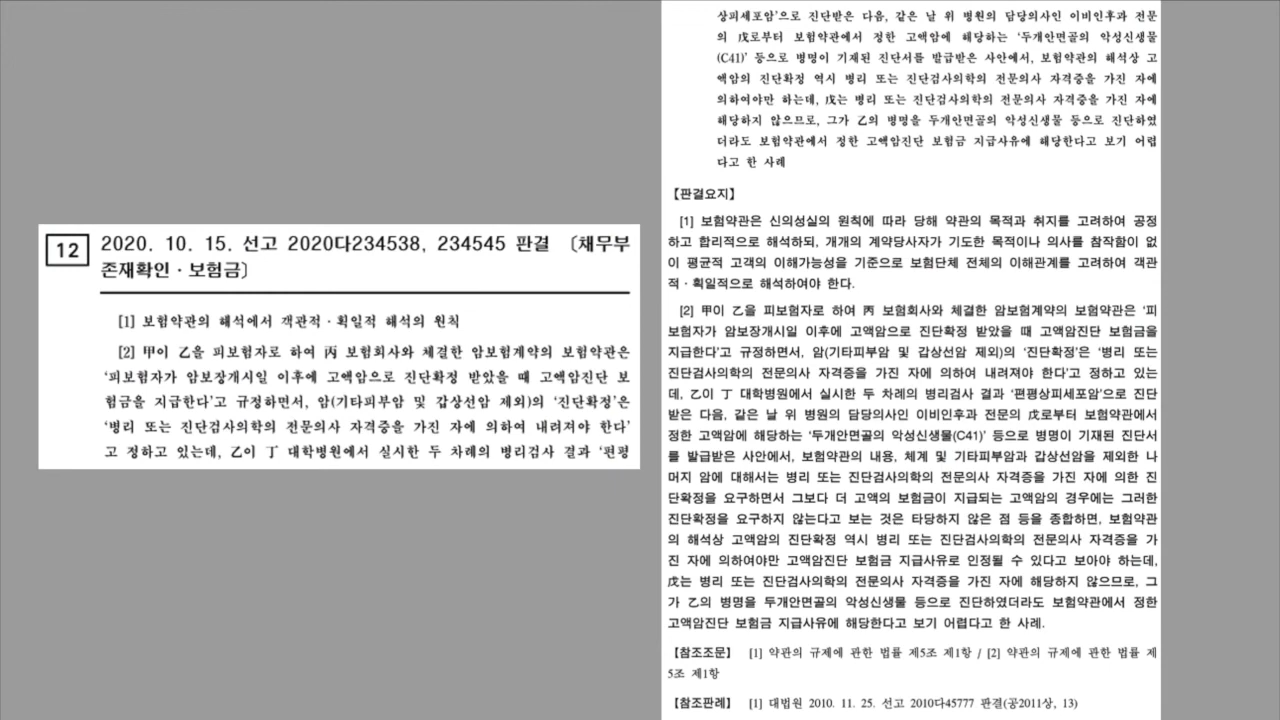 12
2020. 10. 15. 선고 2020다234538, 234545 판결 〔채무부
존재확인·보험금〕
[1] 보험약관의 해석에서 객관적·획일적 해석의 원칙
[2] 甲이 乙을 피보험자로 하여 丙 보험회사와 체결한 암보험계약의 보험약관은
‘피보험자가 암보장개시일 이후에 고액암으로 진단확정 받았을 때 고액암진단 보
험금을 지급한다’고 규정하면서, 암(기타피부암 및 갑상선암 제외)의 ‘진단확정’은
‘병리 또는 진단검사의학의 전문의사 자격증을 가진 자에 의하여 내려져야 한다’
고 정하고 있는데, 乙이 丁 대학병원에서 실시한 두 차례의 병리검사 결과 ‘편평
상피세포암’으로 진단받은 다음, 같은 날 위 병원의 담당의사인 이비인후과 전문
의 戊로부터 보험약관에서 정한 고액암에 해당하는 ‘두개안면골의 악성신생물
(C41)’ 등으로 병명이 기재된 진단서를 발급받은 사안에서, 보험약관의 해석상 고
액암의 진단확정 역시 병리 또는 진단검사의학의 전문의사 자격증을 가진 자에
의하여야만 하는데, 戊는 병리 또는 진단검사의학의 전문의사 자격증을 가진 자에
해당하지 않으므로, 그가 乙의 병명을 두개안면골의 악성신생물 등으로 진단하였
더라도 보험약관에서 정한 고액암진단 보험금 지급사유에 해당한다고 보기 어렵
다고 한 사례
【판결요지】
[1] 보험약관은 신의성실의 원칙에 따라 당해 약관의 목적과 취지를 고려하여 공정
하고 합리적으로 해석하되, 개개의 계약당사자가 기도한 목적이나 의사를 참작함이 없
이 평균적 고객의 이해가능성을 기준으로 보험단체 전체의 이해관계를 고려하여 객관
적·획일적으로 해석하여야 한다.
[2] 甲이 乙을 피보험자로 하여 丙 보험회사와 체결한 암보험계약의 보험약관은 ‘피
보험자가 암보장개시일 이후에 고액암으로 진단확정 받았을 때 고액암진단 보험금을
지급한다’고 규정하면서, 암(기타피부암 및 갑상선암 제외)의 ‘진단확정’은 ‘병리 또는
진단검사의학의 전문의사 자격증을 가진 자에 의하여 내려져야 한다’고 정하고 있는
데, 乙이 丁 대학병원에서 실시한 두 차례의 병리검사 결과 ‘편평상피세포암’으로 진단
받은 다음, 같은 날 위 병원의 담당의사인 이비인후과 전문의 戊로부터 보험약관에서
정한 고액암에 해당하는 ‘두개안면골의 악성신생물(C41)’ 등으로 병명이 기재된 진단서
를 발급받은 사안에서, 보험약관의 내용, 체계 및 기타피부암과 갑상선암을 제외한 나
머지 암에 대해서는 병리 또는 진단검사의학의 전문의사 자격증을 가진 자에 의한 진
단확정을 요구하면서 그보다 더 고액의 보험금이 지급되는 고액암의 경우에는 그러한
진단확정을 요구하지 않는다고 보는 것은 타당하지 않은 점 등을 종합하면, 보험약관
의 해석상 고액암의 진단확정 역시 병리 또는 진단검사의학의 전문의사 자격증을 가
진 자에 의하여야만 고액암진단 보험금 지급사유로 인정될 수 있다고 보아야 하는데,
戊는 병리 또는 진단검사의학의 전문의사 자격증을 가진 자에 해당하지 않으므로, 그
가 乙의 병명을 두개안면골의 악성신생물 등으로 진단하였더라도 보험약관에서 정한
고액암진단 보험금 지급사유에 해당한다고 보기 어렵다고 한 사례.
【참조조문】 [1] 약관의 규제에 관한 법률 제5조 제1항 / [2] 약관의 규제에 관한 법률 제
5조 제1항
【참조판례】 [1] 대법원 2010. 11. 25. 선고 2010다45777 판결(공2011상, 13)